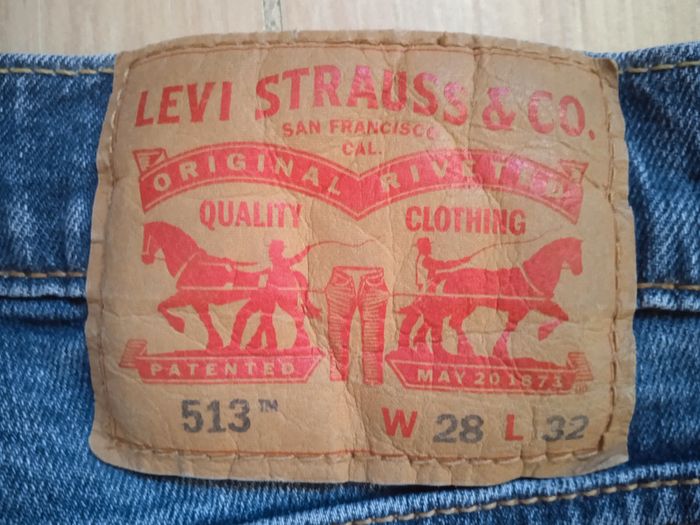 LEVI STRAUSS & CO.
SAN FRANCISCO
CAL.
ORIGINAL RIVETED
QUALITY CLOTHING
PATENTED MAY 20 1873
513™ W 28 L 32